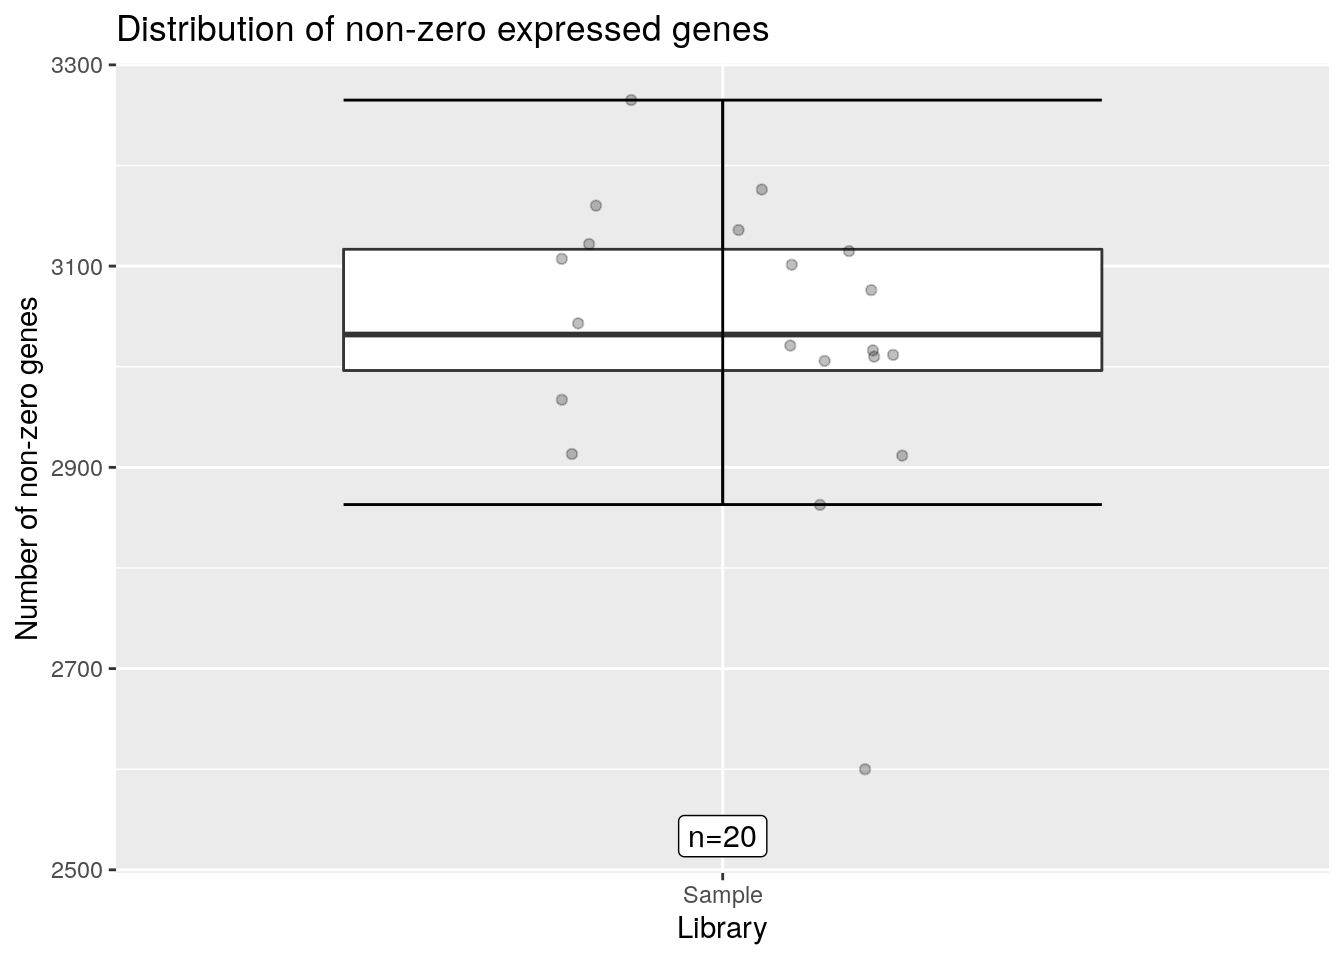 Distribution of non-zero expressed genes
Number of non-zero genes
3300
3100
2900
2700
2500
n=20
Sample
Library